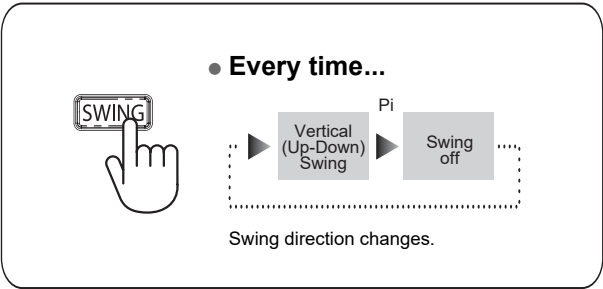 ● Every time...
SWING
Pi
Vertical
(Up-Down)
Swing
Swing
off
Swing direction changes.